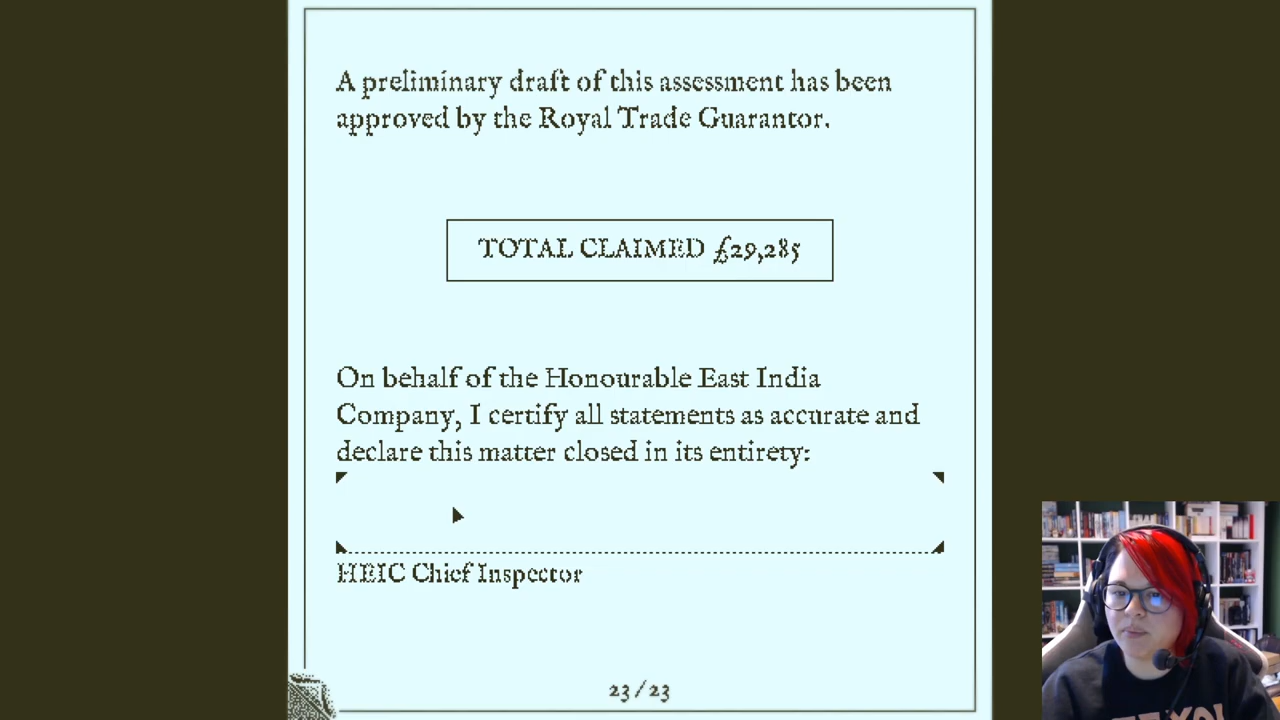 A preliminary draft of this assessment has been
approved by the Royal Trade Guarantor.
TOTAL CLAIMED £29,285
On behalf of the Honourable East India
Company, I certify all statements as accurate and
declare this matter closed in its entirety:
HEIC Chief Inspector
23/23